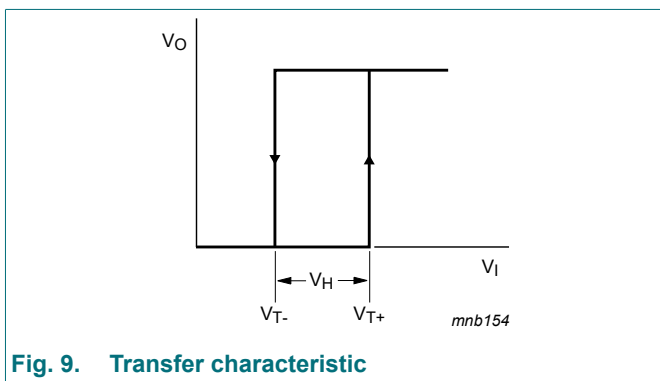 VO
VI
VH
VT-
VT+
mnb154
Fig. 9. Transfer characteristic